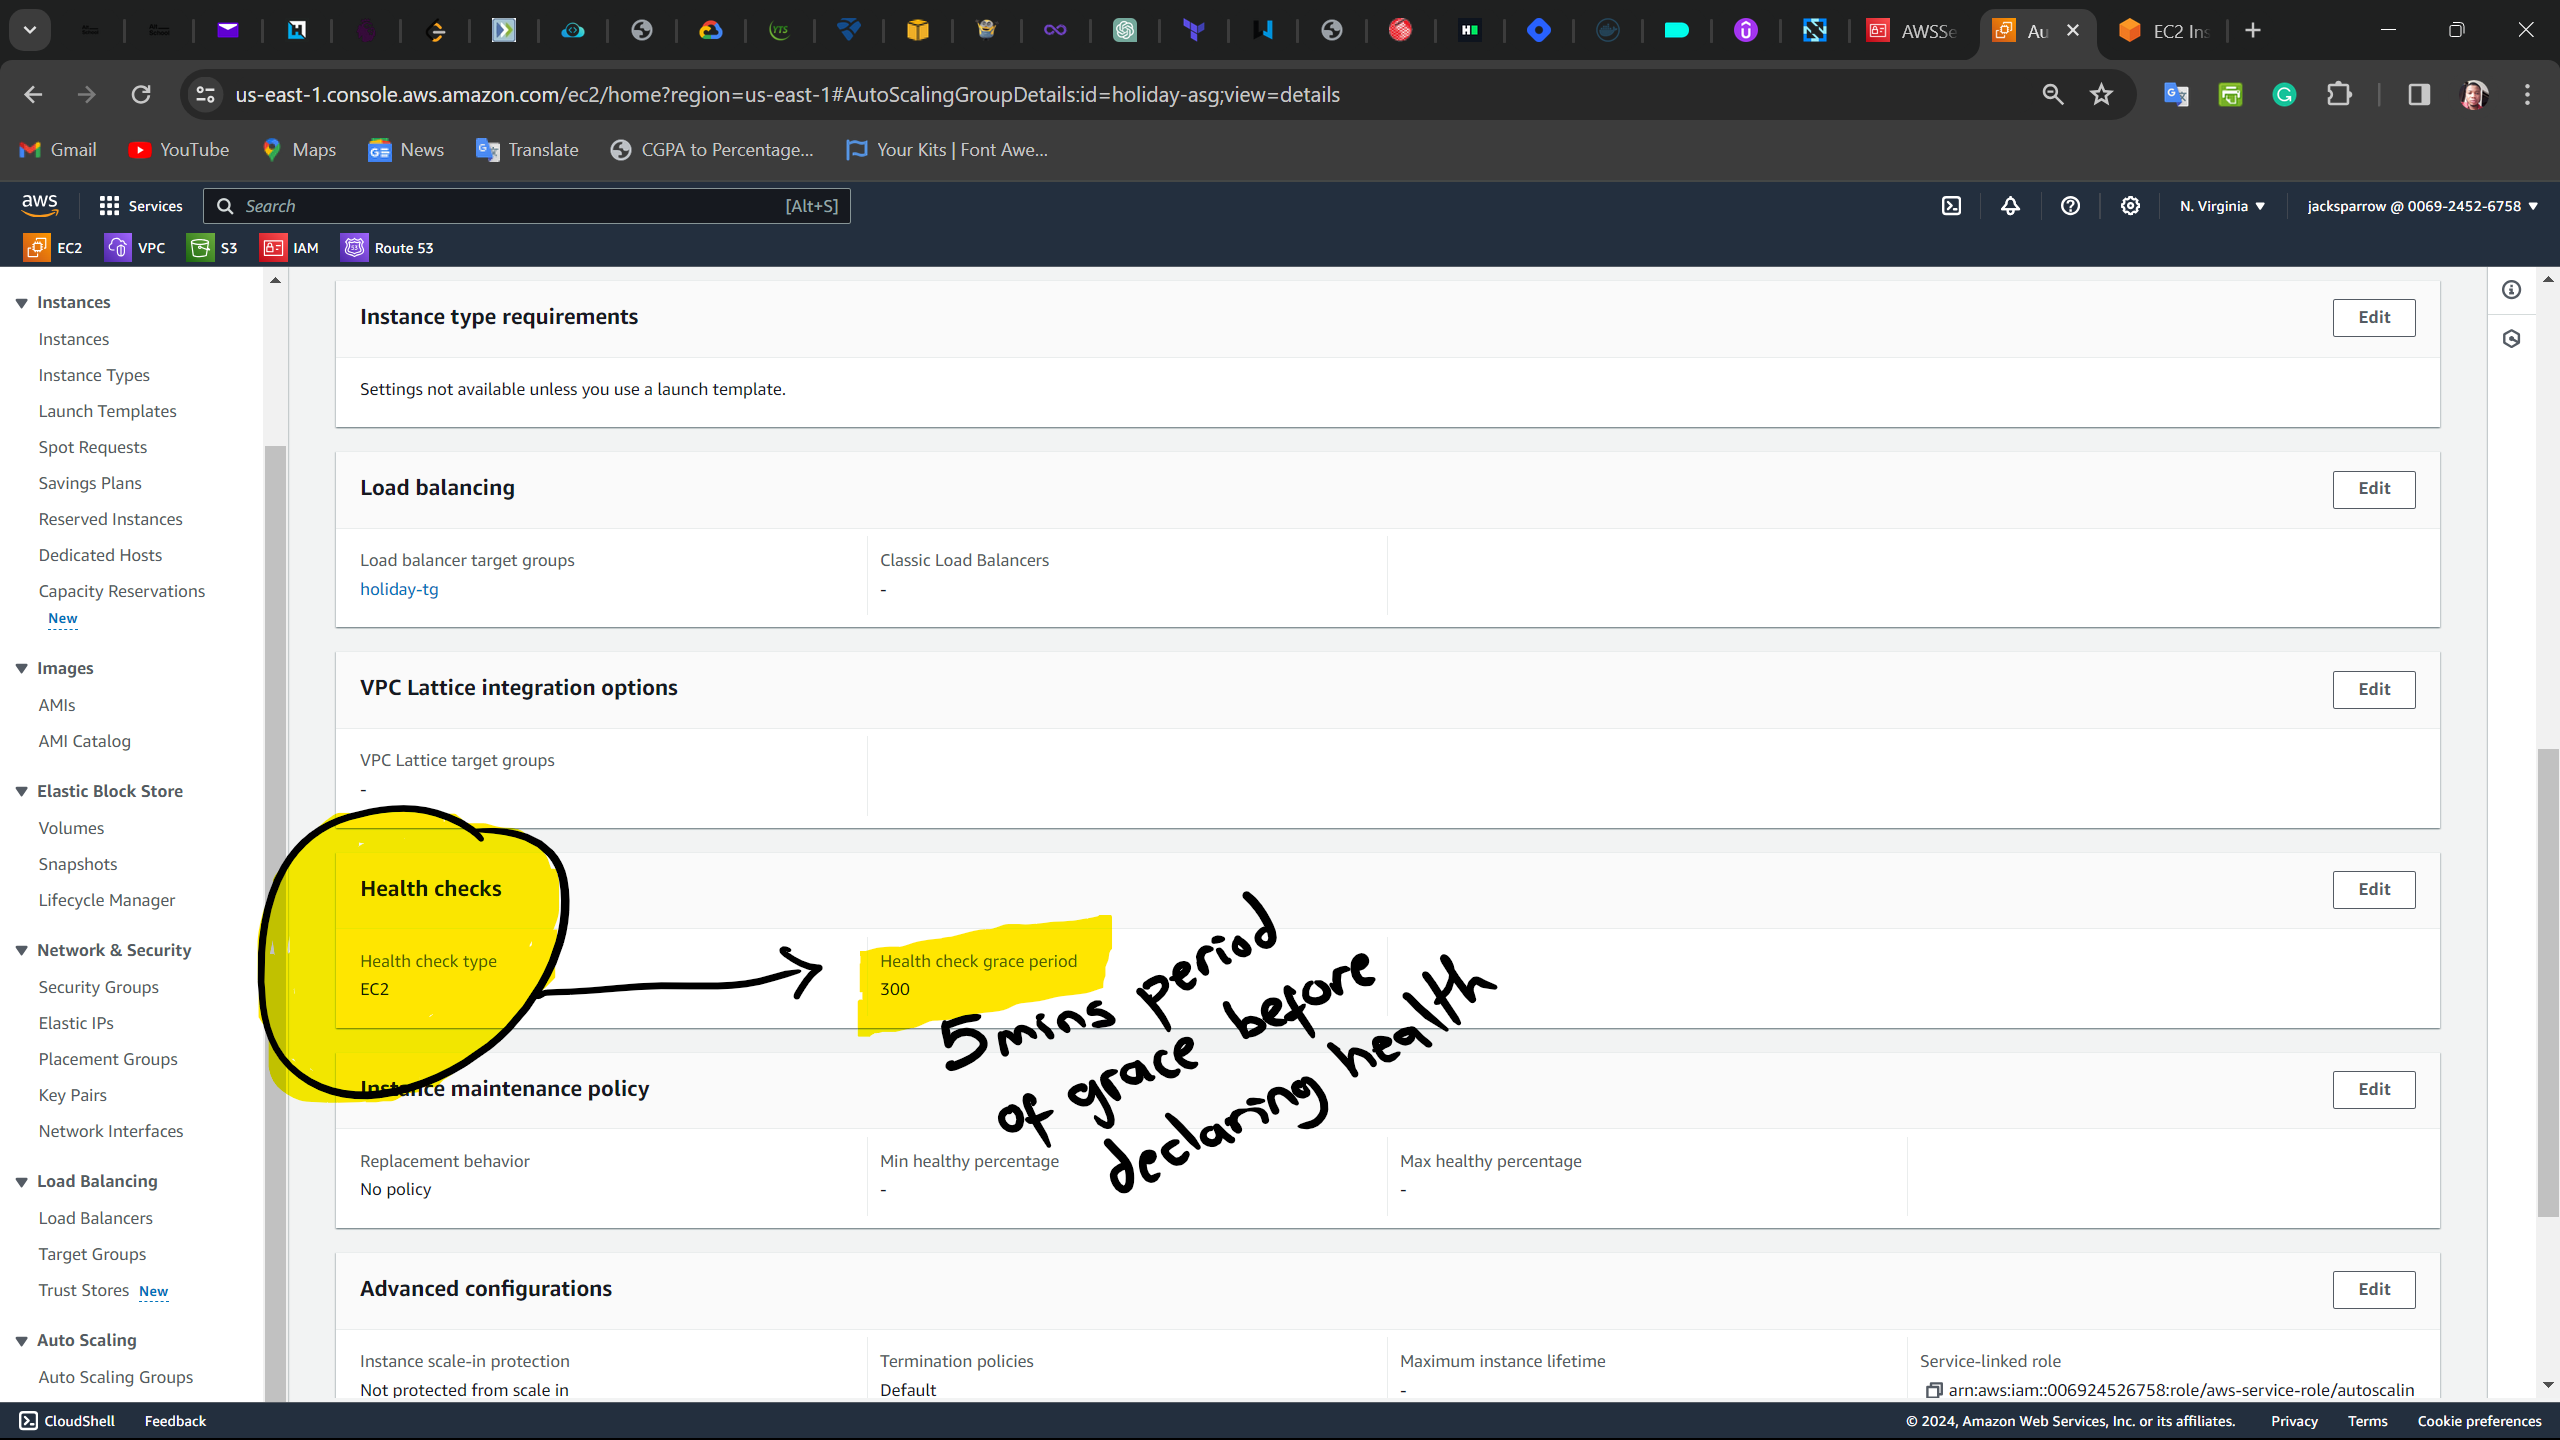 AWSSe
Au
EC2 Ins
us-east-1.console.aws.amazon.com/ec2/home?region=us-east-1#AutoScalingGroupDetails:id=holiday-asg;view=details
Gmail
YouTube
Maps
News
Translate
CGPA to Percentage...
Your Kits | Font Awe...
aws
Services
Search
[Alt+S]
N. Virginia
jacksparrow @ 0069-2452-6758
EC2
VPC
S3
IAM
Route 53
Instances
Instances
Instance Types
Launch Templates
Spot Requests
Savings Plans
Reserved Instances
Dedicated Hosts
Capacity Reservations
New
Images
AMIs
AMI Catalog
Elastic Block Store
Volumes
Snapshots
Lifecycle Manager
Network & Security
Security Groups
Elastic IPs
Placement Groups
Key Pairs
Network Interfaces
Load Balancing
Load Balancers
Target Groups
Trust Stores New
Auto Scaling
Auto Scaling Groups
Instance type requirements
Edit
Settings not available unless you use a launch template.
Load balancing
Edit
Load balancer target groups
holiday-tg
Classic Load Balancers
-
VPC Lattice integration options
Edit
VPC Lattice target groups
-
Health checks
Edit
Health check type
EC2
Health check grace period
300
5mins period
of grace before
declaring health
Instance maintenance policy
Edit
Replacement behavior
No policy
Min healthy percentage
-
Max healthy percentage
-
Advanced configurations
Edit
Instance scale-in protection
Not protected from scale in
Termination policies
Default
Maximum instance lifetime
-
Service-linked role
arn:aws:iam::006924526758:role/aws-service-role/autoscalin
CloudShell
Feedback
© 2024, Amazon Web Services, Inc. or its affiliates.
Privacy
Terms
Cookie preferences